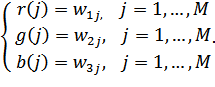 r(j) = w₁ⱼ, j = 1, …, M
g(j) = w₂ⱼ, j = 1, …, M
b(j) = w₃ⱼ, j = 1, …, M.